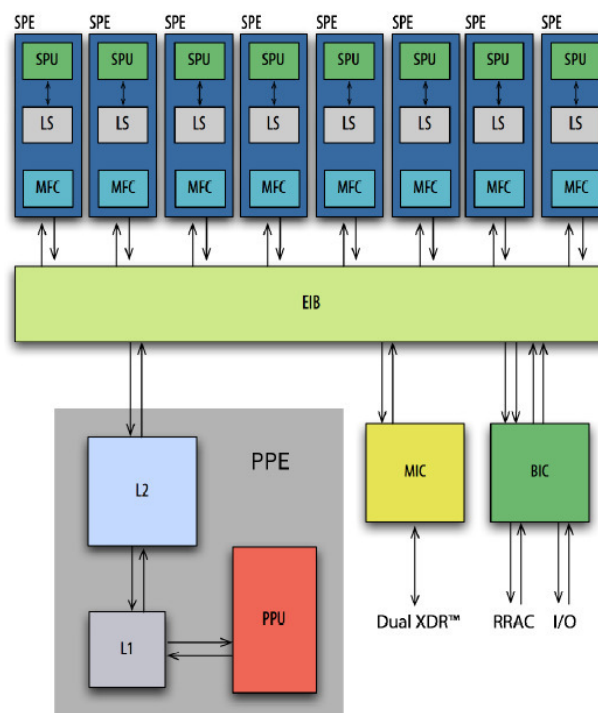 SPE SPE SPE SPE SPE SPE SPE SPE
SPU SPU SPU SPU SPU SPU SPU SPU
LS LS LS LS LS LS LS LS
MFC MFC MFC MFC MFC MFC MFC MFC
EIB
PPE
L2
MIC
BIC
L1
PPU
Dual XDR™
RRAC
I/O